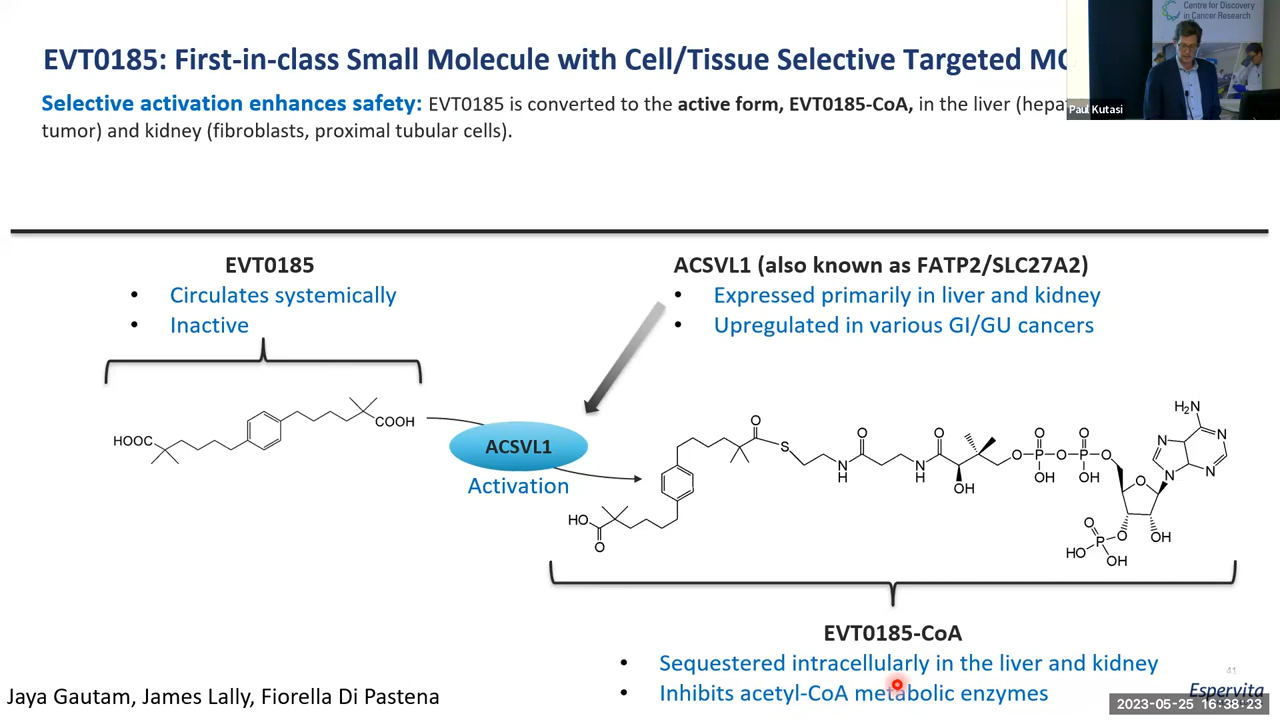 Centre for Discovery
in Cancer Research
EVT0185: First-in-class Small Molecule with Cell/Tissue Selective Targeted
Paul Kutasi
Selective activation enhances safety: EVT0185 is converted to the active form, EVT0185-CoA, in the liver
tumor) and kidney (fibroblasts, proximal tubular cells).
EVT0185
• Circulates systemically
• Inactive
ACSVL1 (also known as FATP2/SLC27A2)
• Expressed primarily in liver and kidney
• Upregulated in various GI/GU cancers
HOOC
COOH
ACSVL1
Activation
O
S
O
N
H
O
N
H
OH
O
O
P
OH
O
O
P
OH
O
O
H2N
N
N
N
N
O
OH
O
O
P
HO
OH
HO
O
EVT0185-CoA
• Sequestered intracellularly in the liver and kidney
• Inhibits acetyl-CoA metabolic enzymes
Jaya Gautam, James Lally, Fiorella Di Pastena
41
Espervita
2023-05-25 16:38:23